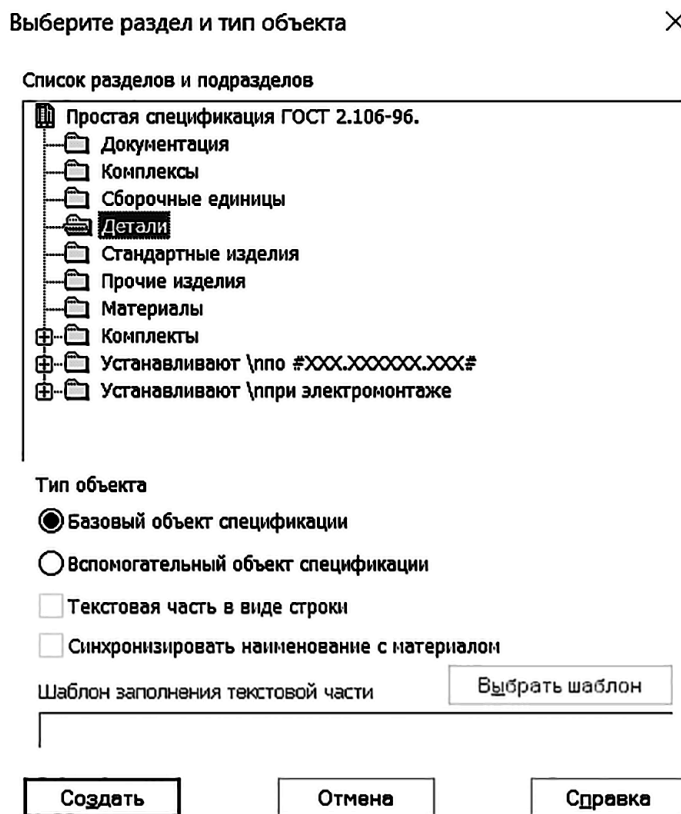 Выберите раздел и тип объекта
Список разделов и подразделов
Простая спецификация ГОСТ 2.106-96.
Документация
Комплексы
Сборочные единицы
Детали
Стандартные изделия
Прочие изделия
Материалы
Комплекты
Устанавливают \nпо #XXX.XXXXXX.XXX#
Устанавливают \nпри электромонтаже
Тип объекта
Базовый объект спецификации
Вспомогательный объект спецификации
Текстовая часть в виде строки
Синхронизировать наименование с материалом
Шаблон заполнения текстовой части Выбрать шаблон
Создать Отмена Справка